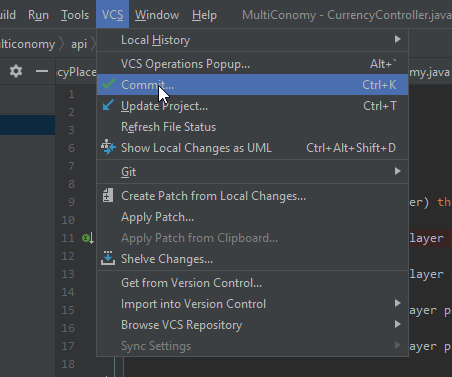 uild Run Tools VCS Window Help MultiConomy - CurrencyController.java
lticonomy api
Local History
VCS Operations Popup... Alt+`
cyPlace
my.java
Commit... Ctrl+K
1
Update Project... Ctrl+T
2
Refresh File Status
3
Show Local Changes as UML Ctrl+Alt+Shift+D
6
Git
7
8
Create Patch from Local Changes...
9
er) th
Apply Patch...
10
Apply Patch from Clipboard...
11
layer
Shelve Changes...
12
13
layer
Get from Version Control...
14
Import into Version Control
15
ayer p
Browse VCS Repository
16
Sync Settings
17
ayer p
18